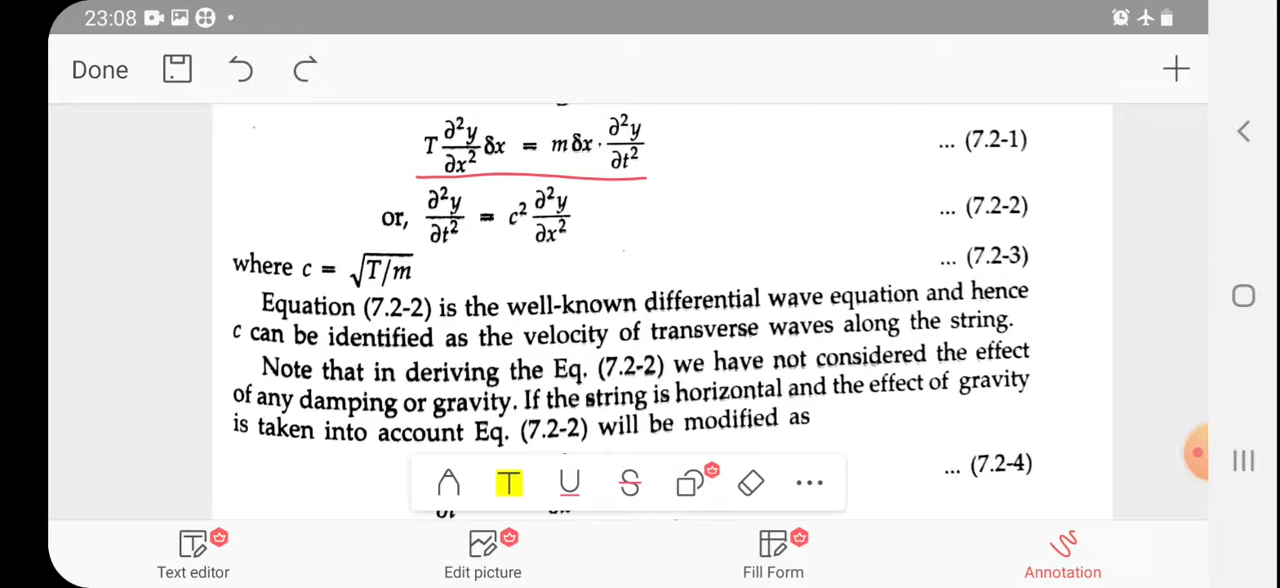 23:08
Done
T ∂²y/∂x² δx = m δx · ∂²y/∂t² ... (7.2-1)
or, ∂²y/∂t² = c² ∂²y/∂x² ... (7.2-2)
where c = √T/m ... (7.2-3)
Equation (7.2-2) is the well-known differential wave equation and hence
c can be identified as the velocity of transverse waves along the string.
Note that in deriving the Eq. (7.2-2) we have not considered the effect
of any damping or gravity. If the string is horizontal and the effect of gravity
is taken into account Eq. (7.2-2) will be modified as
... (7.2-4)
T U S
Text editor Edit picture Fill Form Annotation